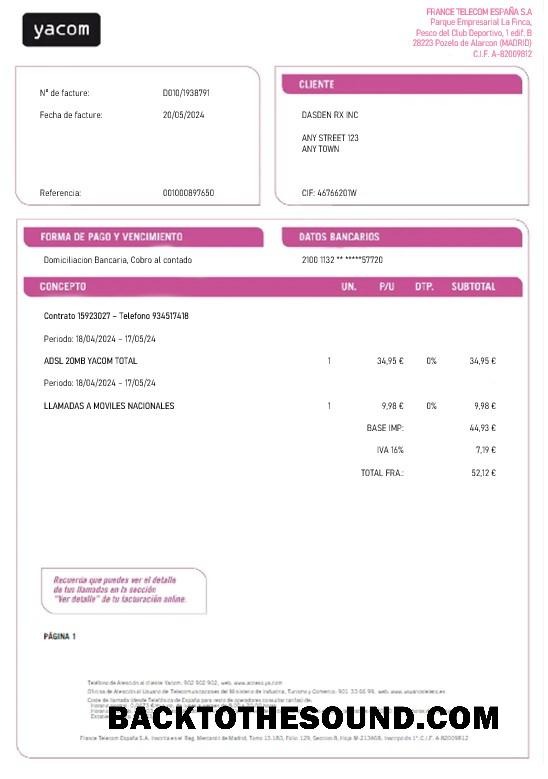 yacom
FRANCE TELECOM ESPAÑA S.A
Parque Empresarial La Finca,
Pesco del Club Deportivo, 1 edif. B
28223 Pozelo de Alarcon (MADRID)
C.I.F. A-82009812
Nº de facture: D010/1938791
Fecha de facture: 20/05/2024
Referencia: 001000897650
CLIENTE
DASDEN RX INC
ANY STREET 123
ANY TOWN
CIF: 46766201W
FORMA DE PAGO Y VENCIMIENTO
Domiciliacion Bancaria, Cobro al contado
DATOS BANCARIOS
2100 1132 ** *****57720
CONCEPTO UN. P/U DTP. SUBTOTAL
Contrato 15923027 – Telefono 934517418
Periodo: 18/04/2024 – 17/05/24
ADSL 20MB YACOM TOTAL 1 34,95 € 0% 34,95 €
Periodo: 18/04/2024 – 17/05/24
LLAMADAS A MOVILES NACIONALES 1 9,98 € 0% 9,98 €
BASE IMP: 44,93 €
IVA 16% 7,19 €
TOTAL FRA.: 52,12 €
Recuerda que puedes ver el detalle
de tus llamadas en la sección
"Ver detalle" de tu facturación online.
PÁGINA 1
Teléfono de Atención al cliente Yacom: 902 902 902, web. www.acceso.ya.com
Oficina de Atención al Usuario de Telecomunicaciones del Ministerio de Industria, Turismo y Comercio: 901 33 66 99, web. www.usuariosteleco.es
BACKTOTHESOUND.COM
France Telecom España S.A. Inscrita en el Reg. Mercantil de Madrid, Tomo 13.183, Folio 129, Seccion 8, Hoja M-213468, Inscripción 1ª. C.I.F. A-82009812